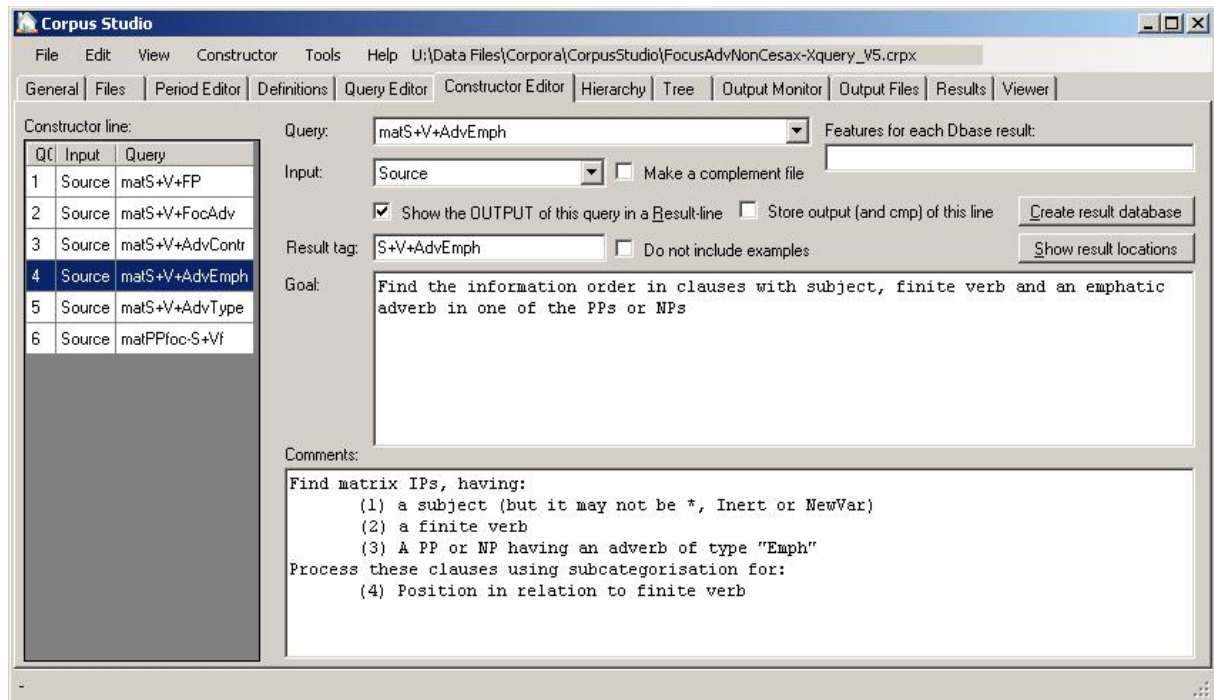 Corpus Studio
File Edit View Constructor Tools Help U:\Data Files\Corpora\CorpusStudio\FocusAdvNonCesax-Xquery_V5.crpx
General Files Period Editor Definitions Query Editor Constructor Editor Hierarchy Tree Output Monitor Output Files Results Viewer
Constructor line:
QC Input Query
1 Source matS+V+FP
2 Source matS+V+FocAdv
3 Source matS+V+AdvContr
4 Source matS+V+AdvEmph
5 Source matS+V+AdvType
6 Source matPPfoc-S+Vf
Query: matS+V+AdvEmph
Features for each Dbase result:
Input: Source Make a complement file
Show the OUTPUT of this query in a Result-line Store output (and cmp) of this line Create result database
Result tag: S+V+AdvEmph Do not include examples Show result locations
Goal: Find the information order in clauses with subject, finite verb and an emphatic
adverb in one of the PPs or NPs
Comments:
Find matrix IPs, having:
(1) a subject (but it may not be *, Inert or NewVar)
(2) a finite verb
(3) A PP or NP having an adverb of type "Emph"
Process these clauses using subcategorisation for:
(4) Position in relation to finite verb
-